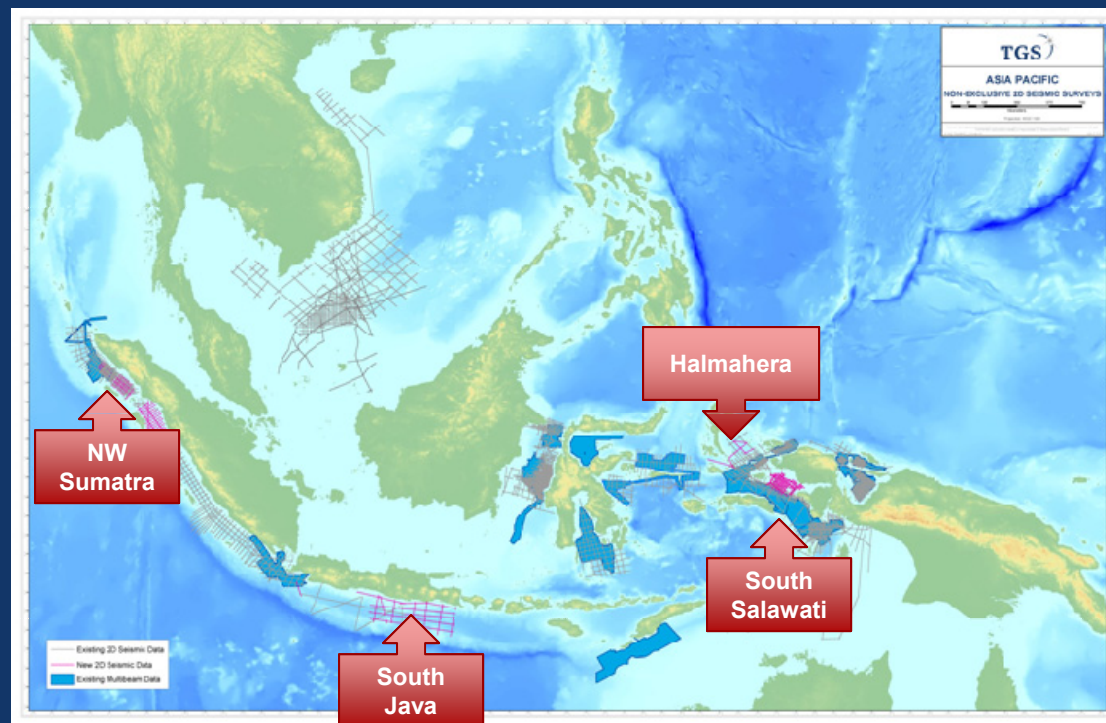 TGS
ASIA PACIFIC
NON-EXCLUSIVE 2D SEISMIC SURVEYS
Halmahera
NW
Sumatra
South
Salawati
South
Java
Existing 2D Seismic Data
New 2D Seismic Data
Existing Multibeam Data